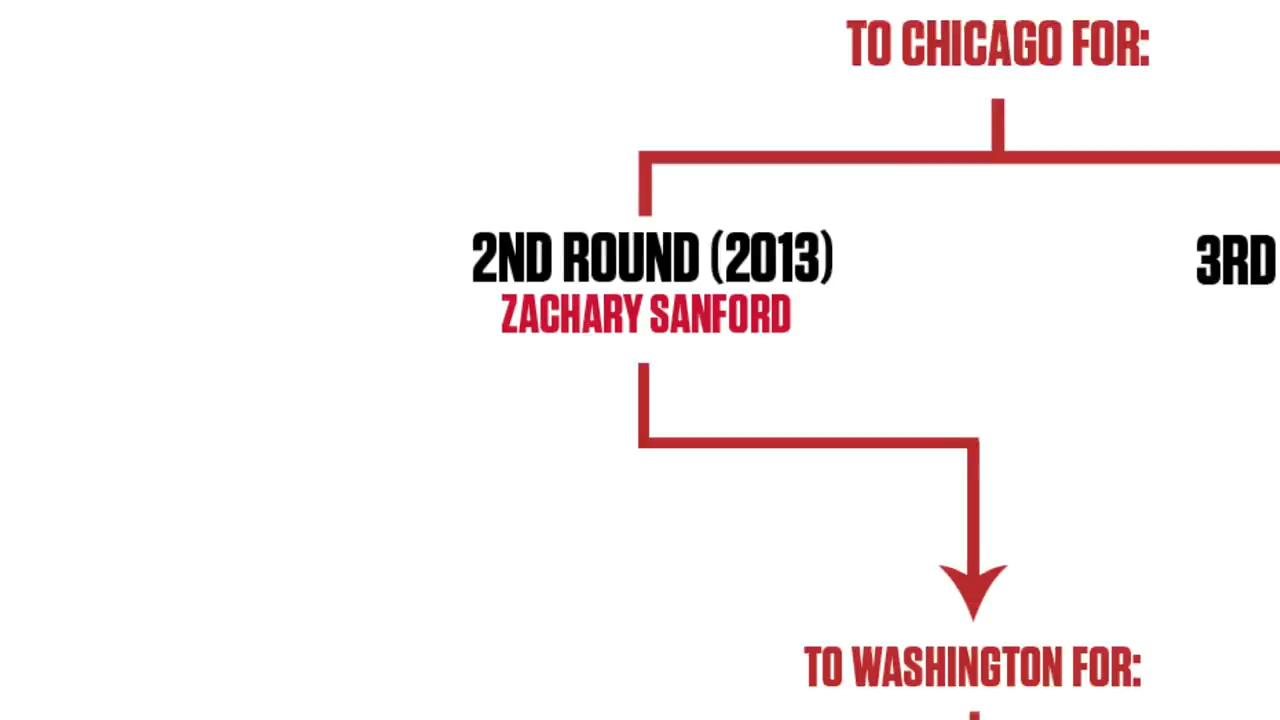 TO CHICAGO FOR:
2ND ROUND (2013)
3RD
ZACHARY SANFORD
TO WASHINGTON FOR: